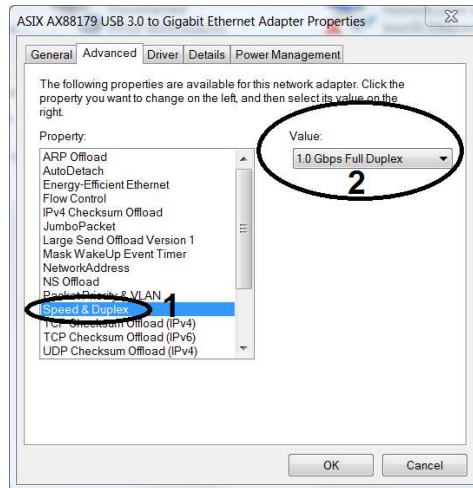 ASIX AX88179 USB 3.0 to Gigabit Ethernet Adapter Properties
General Advanced Driver Details Power Management
The following properties are available for this network adapter. Click the
property you want to change on the left, and then select its value on the
right.
Property:
Value:
ARP Offload
AutoDetach
Energy-Efficient Ethernet
Flow Control
IPv4 Checksum Offload
JumboPacket
Large Send Offload Version 1
Mask WakeUp Event Timer
NetworkAddress
NS Offload
Packet Priority & VLAN
Speed & Duplex
TCP Checksum Offload (IPv4)
TCP Checksum Offload (IPv6)
UDP Checksum Offload (IPv4)
1.0 Gbps Full Duplex
1
2
OK Cancel